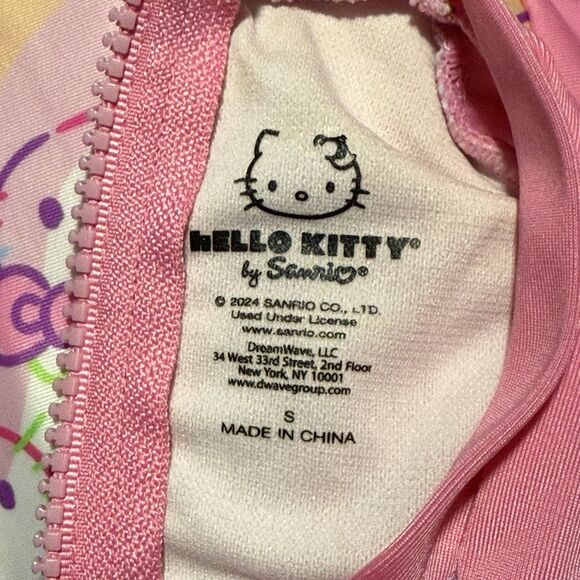 HELLO KITTY®
by Sanrio®
© 2024 SANRIO CO., LTD.
Used Under License
www.sanrio.com
DreamWave, LLC
34 West 33rd Street, 2nd Floor
New York, NY 10001
www.dwavegroup.com
S
MADE IN CHINA